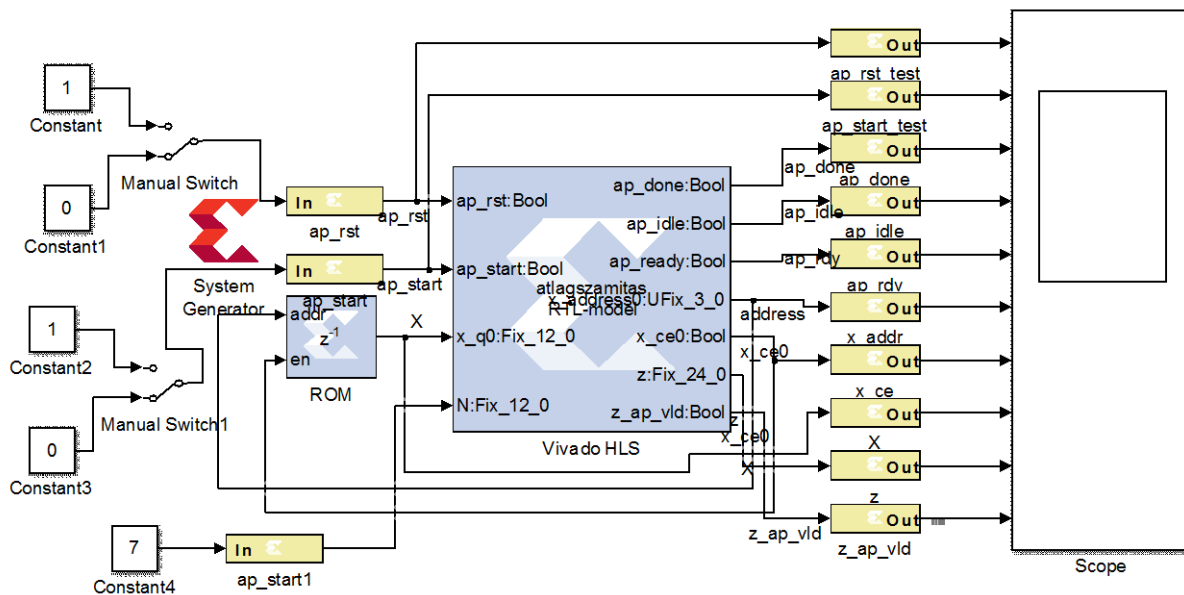 1
Constant
0
Constant1
Manual Switch
In
ap_rst
ap_rst
System
Generator
In
ap_start
ap_start
1
Constant2
0
Constant3
Manual Switch1
addr
en
z-1
ROM
X
7
Constant4
In
ap_start1
ap_rst:Bool
ap_start:Bool
x_q0:Fix_12_0
N:Fix_12_0
atlagszamitas
RTL-model
ap_done:Bool
ap_idle:Bool
ap_ready:Bool
x_address0:UFix_3_0
x_ce0:Bool
z:Fix_24_0
z_ap_vld:Bool
Vivado HLS
ap_done
ap_idle
ap_rdy
address
x_ce0
z
x_ce0
X
z_ap_vld
Out
ap_rst_test
Out
ap_start_test
Out
ap_done
Out
ap_idle
Out
ap_rdy
Out
x_addr
Out
x_ce
Out
X
Out
z
Out
z_ap_vld
Scope